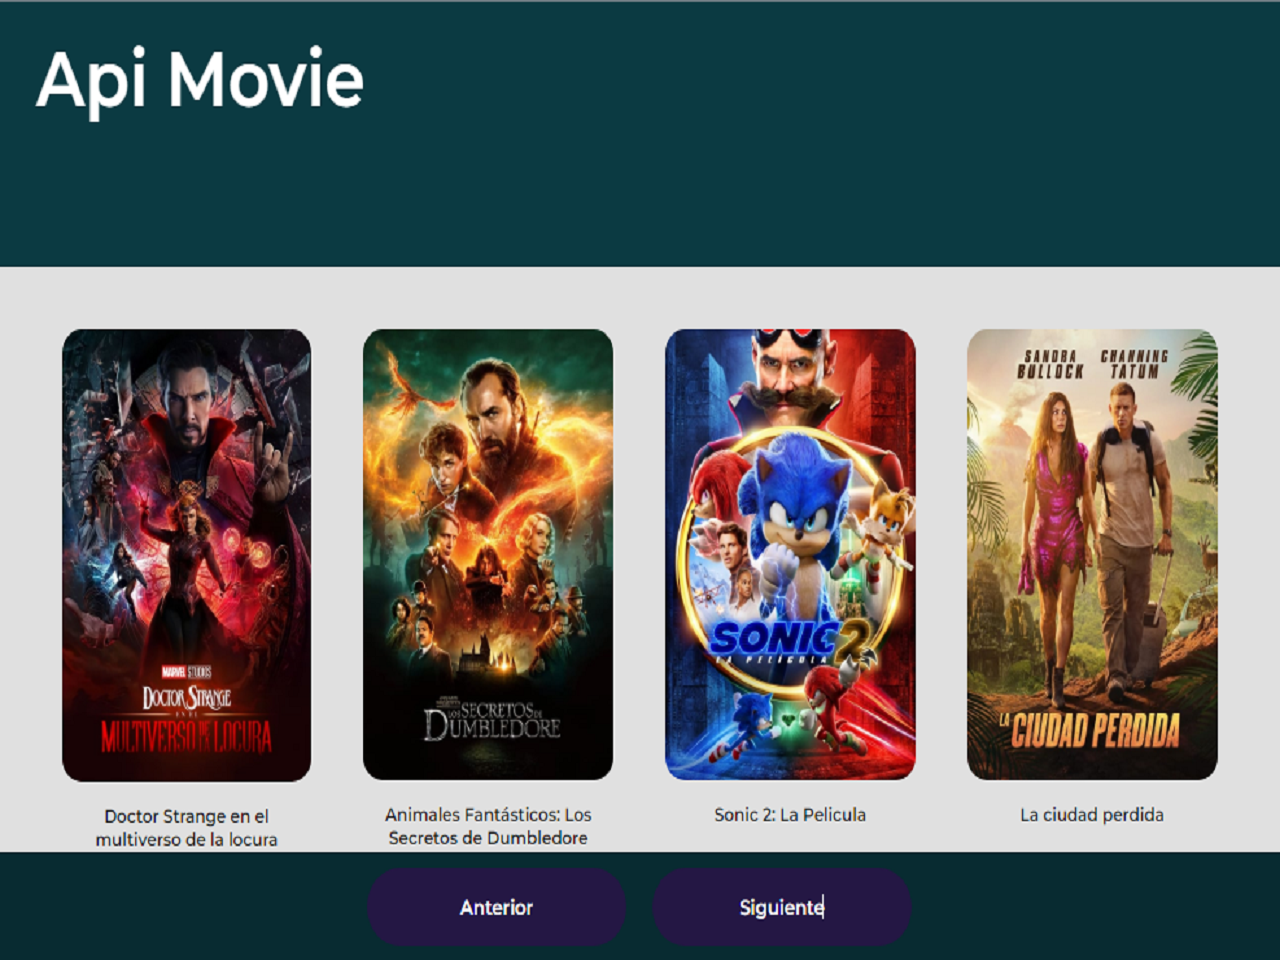 Api Movie
MARVEL STUDIOS
DOCTOR STRANGE
EN EL
MULTIVERSO DE LA LOCURA
LOS SECRETOS DE
DUMBLEDORE
SONIC 2
LA PELÍCULA
SANDRA BULLOCK
CHANNING TATUM
LA CIUDAD PERDIDA
Doctor Strange en el
multiverso de la locura
Animales Fantásticos: Los
Secretos de Dumbledore
Sonic 2: La Pelicula
La ciudad perdida
Anterior
Siguiente